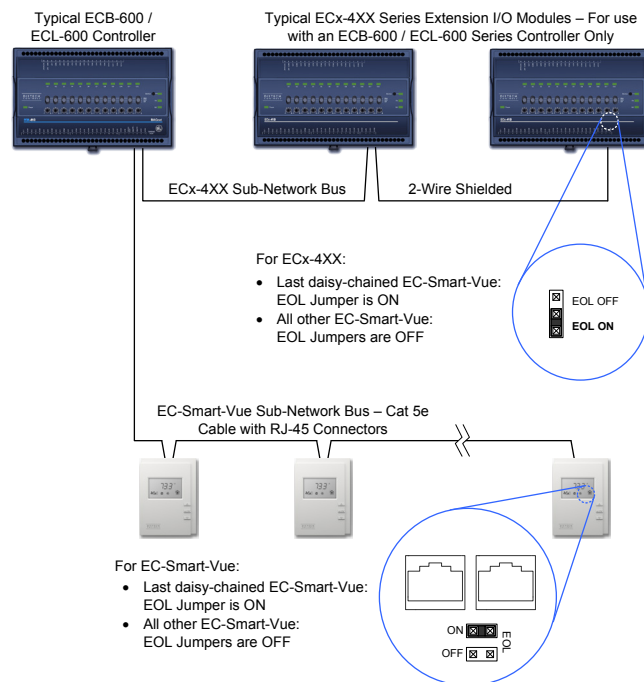 Typical ECB-600 /
ECL-600 Controller
Typical ECx-4XX Series Extension I/O Modules – For use
with an ECB-600 / ECL-600 Series Controller Only
ECx-4XX Sub-Network Bus
2-Wire Shielded
For ECx-4XX:
• Last daisy-chained EC-Smart-Vue:
EOL Jumper is ON
• All other EC-Smart-Vue:
EOL Jumpers are OFF
EOL OFF
EOL ON
EC-Smart-Vue Sub-Network Bus – Cat 5e
Cable with RJ-45 Connectors
For EC-Smart-Vue:
• Last daisy-chained EC-Smart-Vue:
EOL Jumper is ON
• All other EC-Smart-Vue:
EOL Jumpers are OFF
ON
OFF
EOL